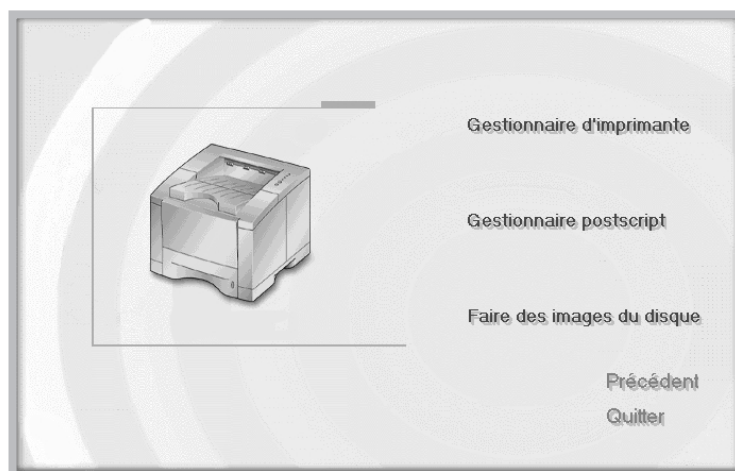 Gestionnaire d'imprimante
Gestionnaire postscript
Faire des images du disque
Précédent
Quitter